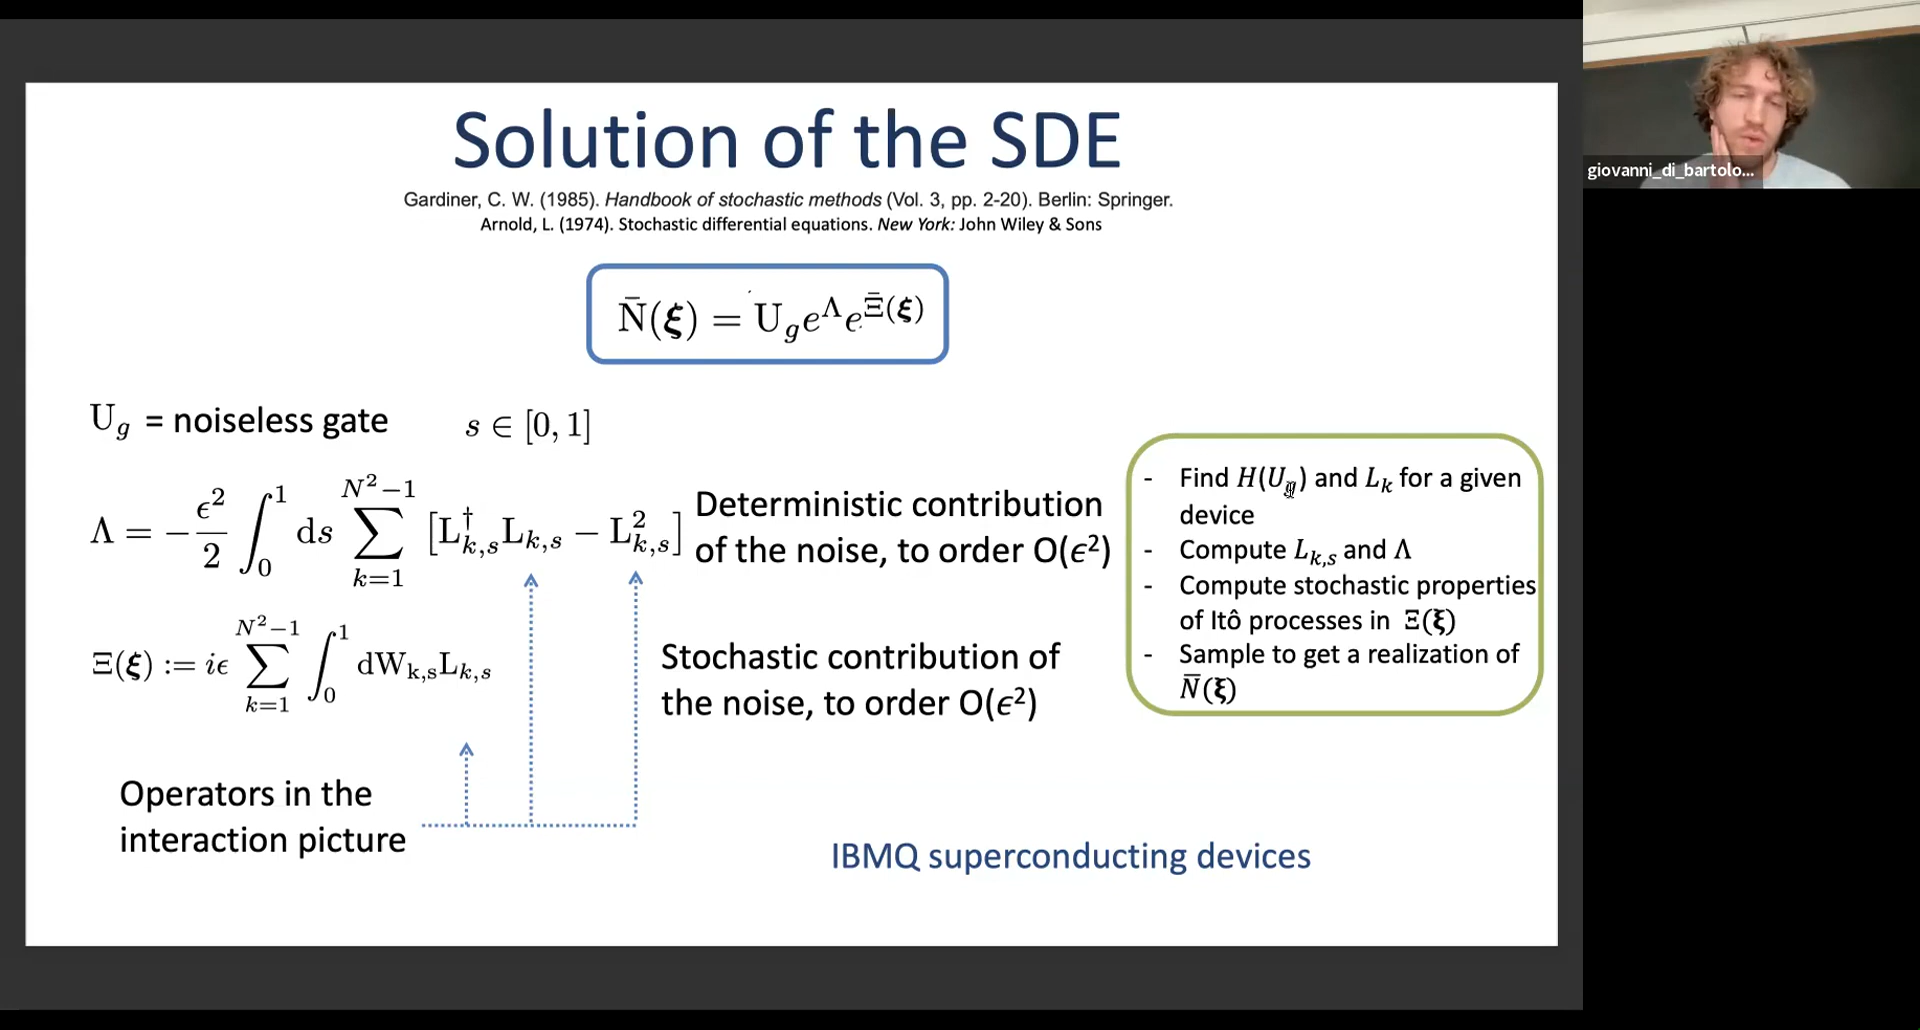 Solution of the SDE
Gardiner, C. W. (1985). Handbook of stochastic methods (Vol. 3, pp. 2-20). Berlin: Springer.
Arnold, L. (1974). Stochastic differential equations. New York: John Wiley & Sons
N̄(ξ) = U_g e^Λ e^Ξ̄(ξ)
U_g = noiseless gate s ∈ [0, 1]
Λ = −ϵ²/2 ∫₀¹ ds ∑_{k=1}^{N²−1} [L†_{k,s}L_{k,s} − L²_{k,s}]
Deterministic contribution
of the noise, to order O(ϵ²)
Ξ(ξ) := iϵ ∑_{k=1}^{N²−1} ∫₀¹ dW_{k,s}L_{k,s}
Stochastic contribution of
the noise, to order O(ϵ²)
Operators in the
interaction picture
- Find H(U_g) and L_k for a given
device
- Compute L_{k,s} and Λ
- Compute stochastic properties
of Itô processes in Ξ(ξ)
- Sample to get a realization of
N̄(ξ)
IBMQ superconducting devices
giovanni_di_bartolo...